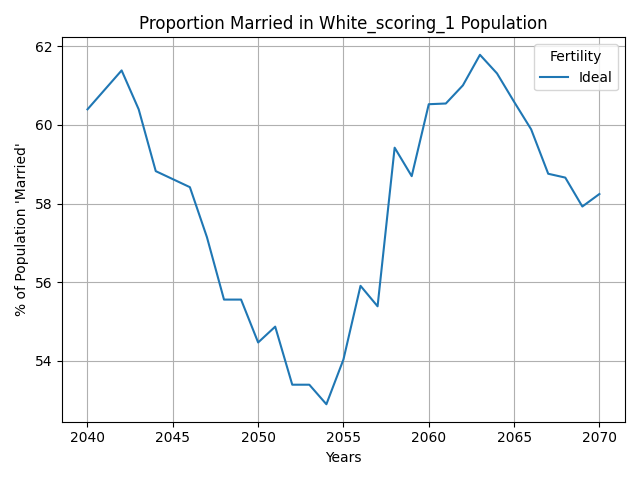 Proportion Married in White_scoring_1 Population
Fertility
Ideal
% of Population 'Married'
62
60
58
56
54
2040
2045
2050
2055
2060
2065
2070
Years